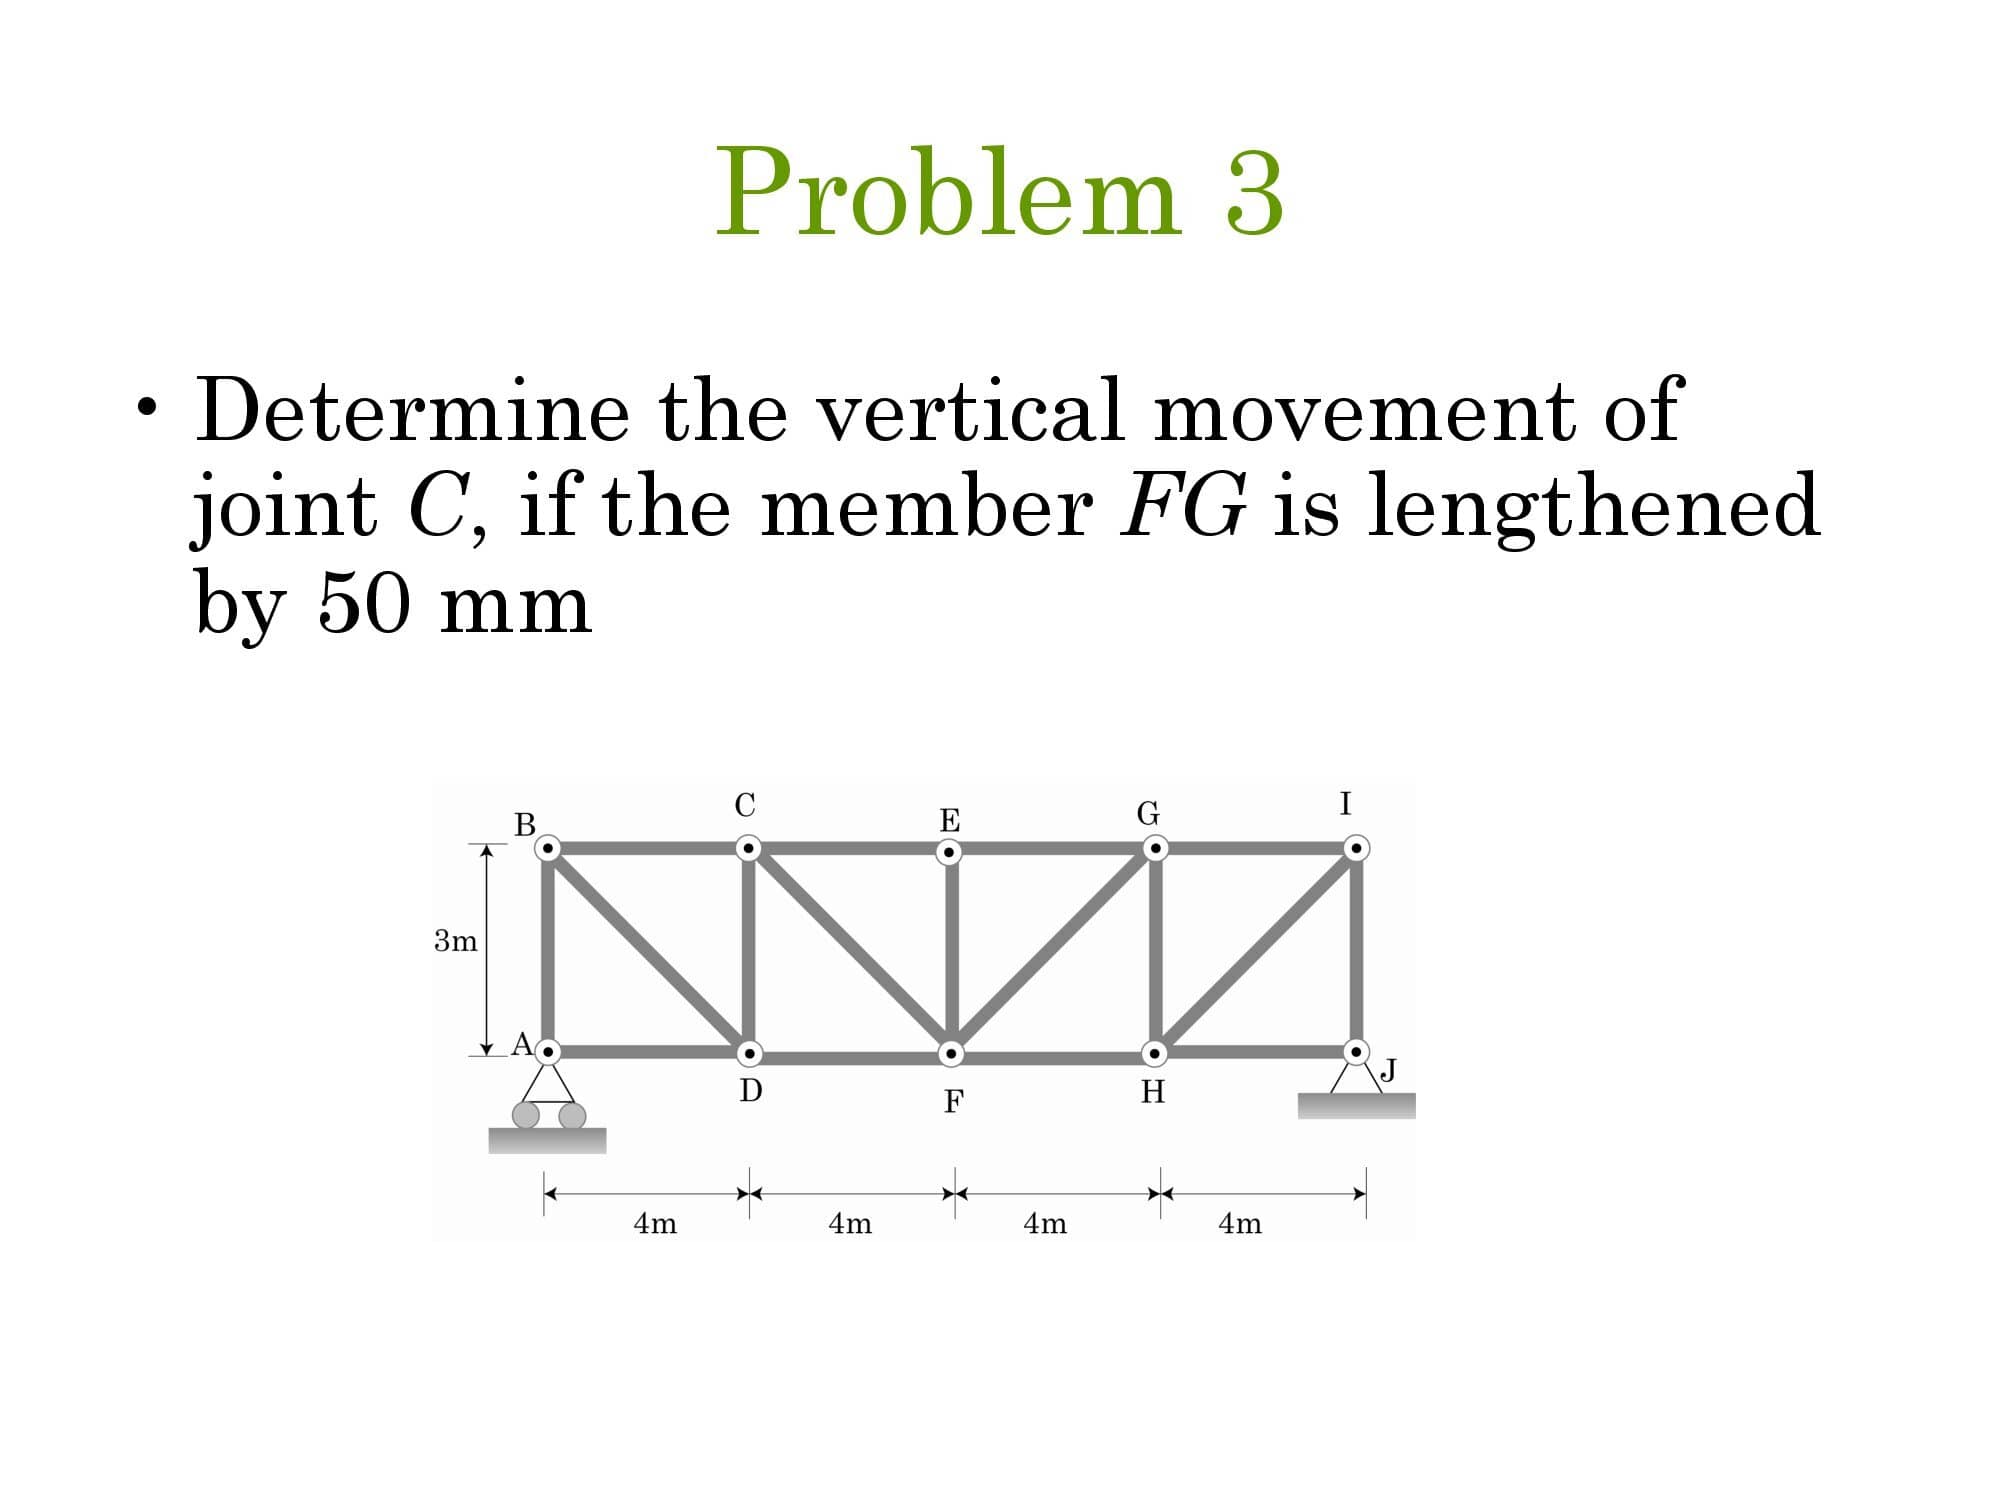 Problem 3
• Determine the vertical movement of
joint C, if the member FG is lengthened
by 50 mm
B C E G I
3m
A D F H J
4m 4m 4m 4m